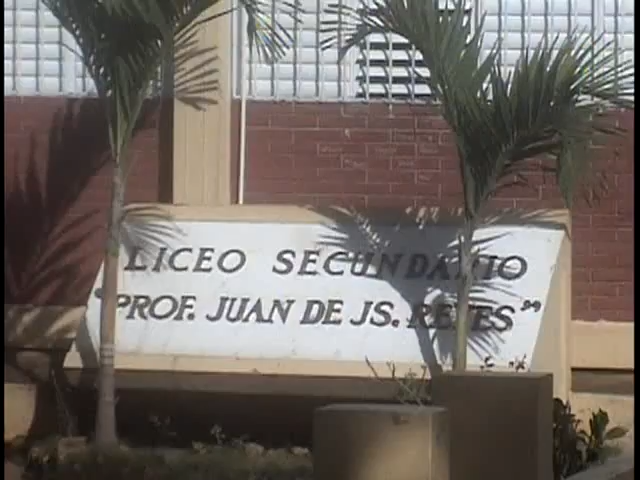 LICEO SECUNDARIO
"PROF. JUAN DE JS. REYES"